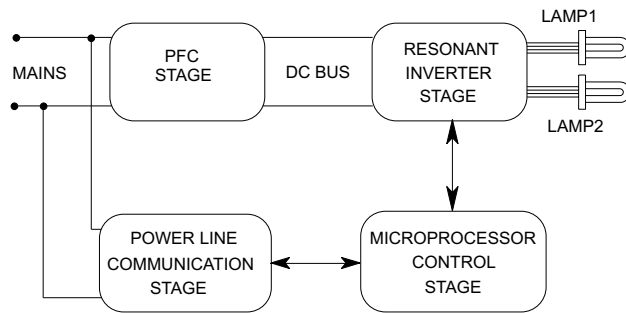 LAMP1
MAINS
PFC
STAGE
DC BUS
RESONANT
INVERTER
STAGE
LAMP2
POWER LINE
COMMUNICATION
STAGE
MICROPROCESSOR
CONTROL
STAGE